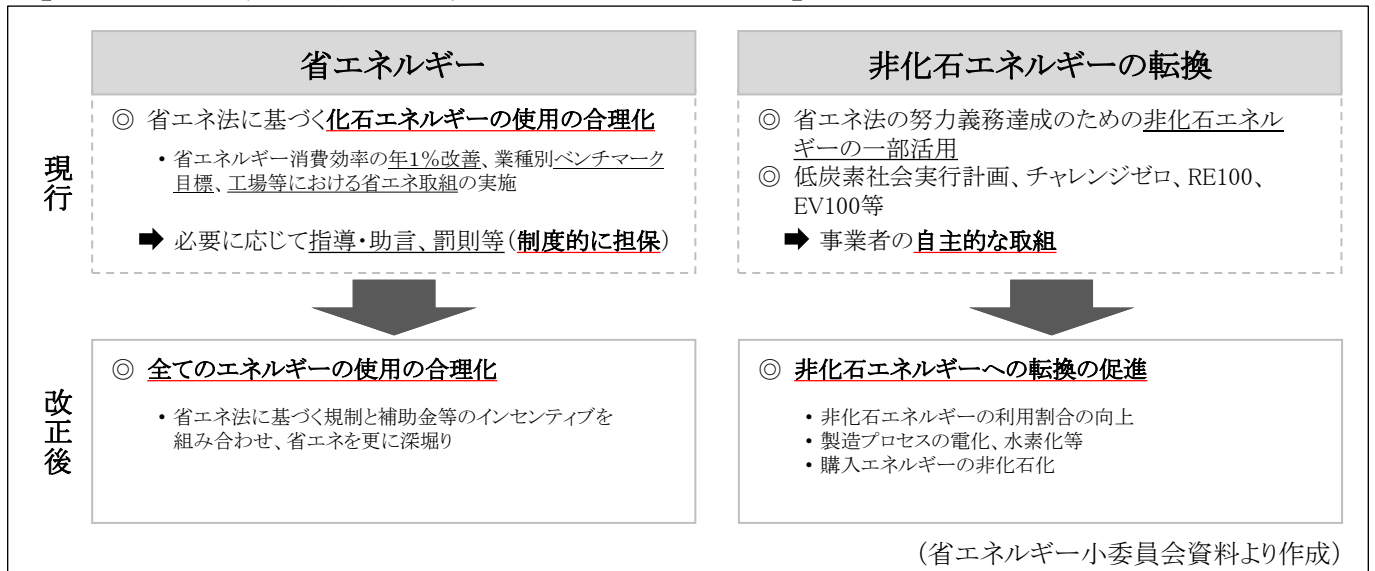 省エネルギー
非化石エネルギーの転換
現行
◎ 省エネ法に基づく化石エネルギーの使用の合理化
・省エネルギー消費効率の年1%改善、業種別ベンチマーク
目標、工場等における省エネ取組の実施
➡ 必要に応じて指導・助言、罰則等（制度的に担保）
◎ 省エネ法の努力義務達成のための非化石エネル
ギーの一部活用
◎ 低炭素社会実行計画、チャレンジゼロ、RE100、
EV100等
➡ 事業者の自主的な取組
改正後
◎ 全てのエネルギーの使用の合理化
・省エネ法に基づく規制と補助金等のインセンティブを
組み合わせ、省エネを更に深堀り
◎ 非化石エネルギーへの転換の促進
・非化石エネルギーの利用割合の向上
・製造プロセスの電化、水素化等
・購入エネルギーの非化石化
（省エネルギー小委員会資料より作成）